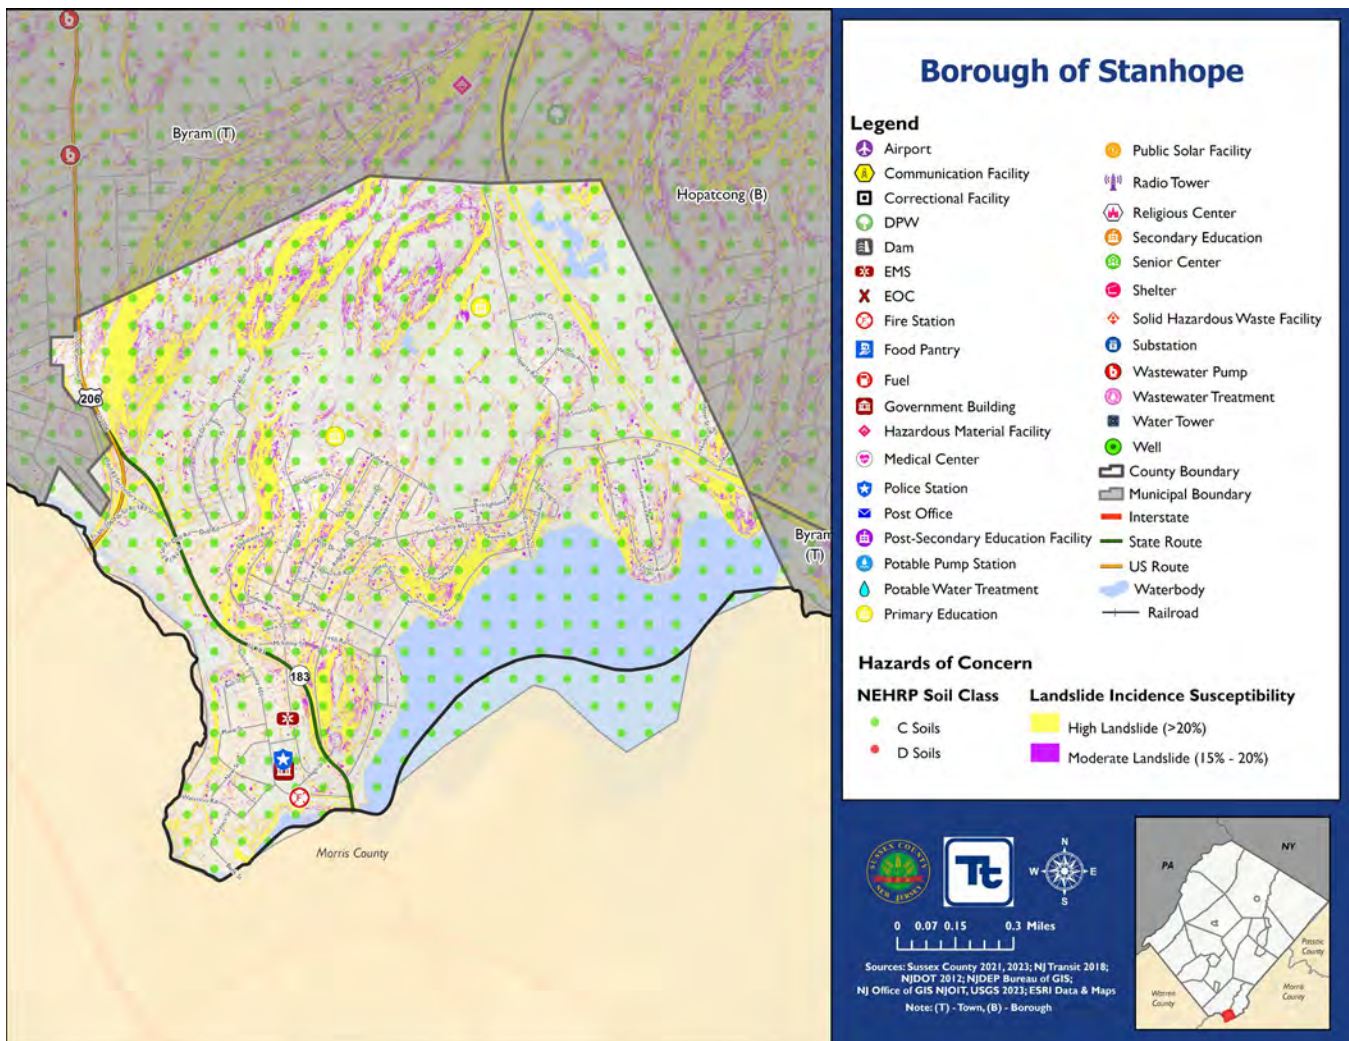 Borough of Stanhope
Legend
Airport
Communication Facility
Correctional Facility
DPW
Dam
EMS
EOC
Fire Station
Food Pantry
Fuel
Government Building
Hazardous Material Facility
Medical Center
Police Station
Post Office
Post-Secondary Education Facility
Potable Pump Station
Potable Water Treatment
Primary Education
Public Solar Facility
Radio Tower
Religious Center
Secondary Education
Senior Center
Shelter
Solid Hazardous Waste Facility
Substation
Wastewater Pump
Wastewater Treatment
Water Tower
Well
County Boundary
Municipal Boundary
Interstate
State Route
US Route
Waterbody
Railroad
Hazards of Concern
NEHRP Soil Class
C Soils
D Soils
Landslide Incidence Susceptibility
High Landslide (>20%)
Moderate Landslide (15% - 20%)
Byram (T)
Hopatcong (B)
206
Byram
(T)
183
Morris County
SUSSEX COUNTY
NEW JERSEY
Tt
N
W E
S
0 0.07 0.15 0.3 Miles
Sources: Sussex County 2021, 2023; NJ Transit 2018;
NJDOT 2012; NJDEP Bureau of GIS;
NJ Office of GIS NJOIT, USGS 2023; ESRI Data & Maps
Note: (T) - Town, (B) - Borough
PA
NY
Passaic
County
Morris
County
Warren
County